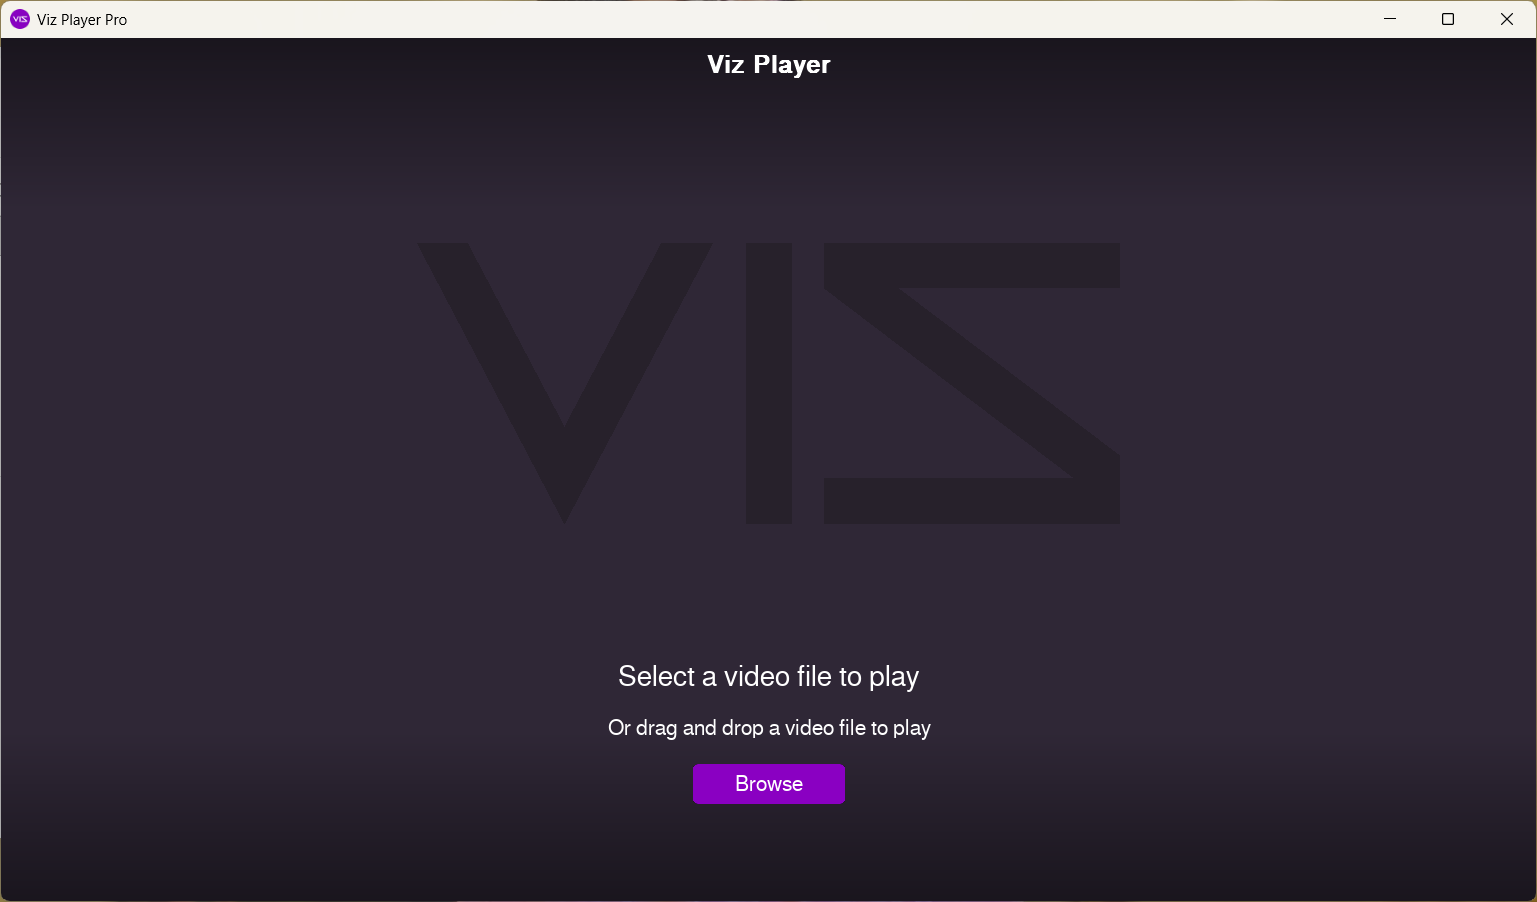 VIS
Viz Player Pro
Viz Player
VIZ
Select a video file to play
Or drag and drop a video file to play
Browse